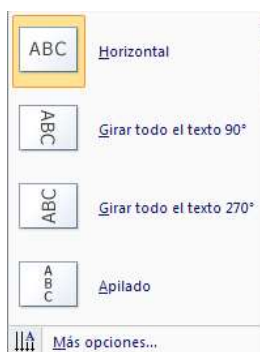 ABC
Horizontal
ABC
Girar todo el texto 90°
ABC
Girar todo el texto 270°
A
B
C
Apilado
A
Más opciones...